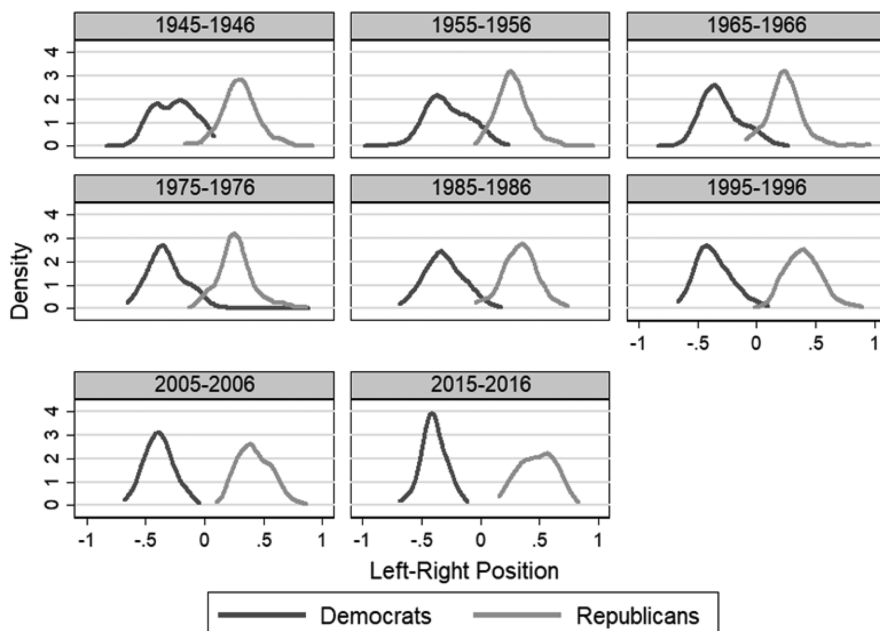 1945-1946 1955-1956 1965-1966
4
3
2
1
0
1975-1976 1985-1986 1995-1996
4
3
2
1
0
-1 -.5 0 .5 1
2005-2006 2015-2016
4
3
2
1
0
-1 -.5 0 .5 1 -1 -.5 0 .5 1
Density
Left-Right Position
Democrats Republicans